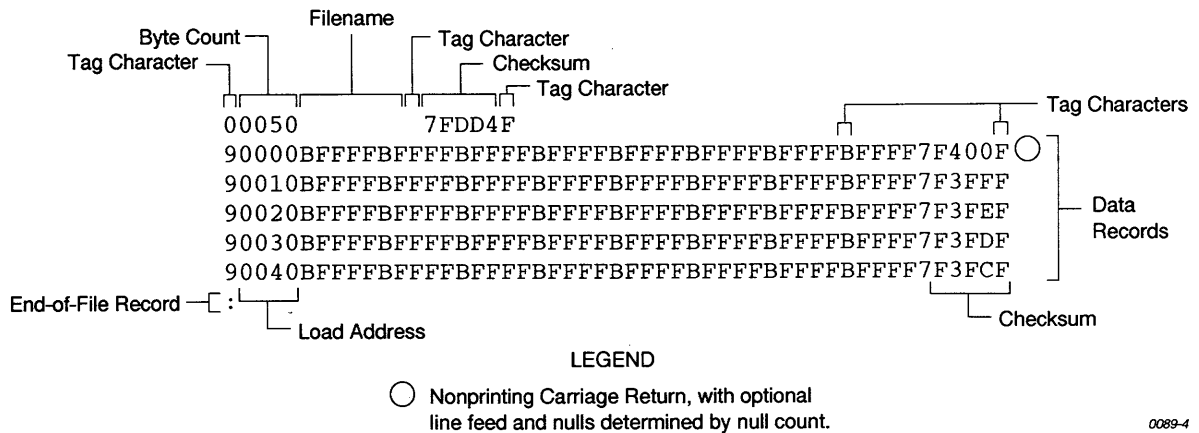 Filename
Byte Count
Tag Character
Tag Character
Checksum
Tag Character
Tag Characters
00050 7FDD4F
90000BFFFFBFFFFBFFFFBFFFFBFFFFBFFFFBFFFFBFFFF7F400F
90010BFFFFBFFFFBFFFFBFFFFBFFFFBFFFFBFFFFBFFFF7F3FFF
90020BFFFFBFFFFBFFFFBFFFFBFFFFBFFFFBFFFFBFFFF7F3FEF
90030BFFFFBFFFFBFFFFBFFFFBFFFFBFFFFBFFFFBFFFF7F3FDF
90040BFFFFBFFFFBFFFFBFFFFBFFFFBFFFFBFFFFBFFFF7F3FCF
:
Data
Records
End-of-File Record
Load Address
Checksum
LEGEND
Nonprinting Carriage Return, with optional
line feed and nulls determined by null count.
0089-4